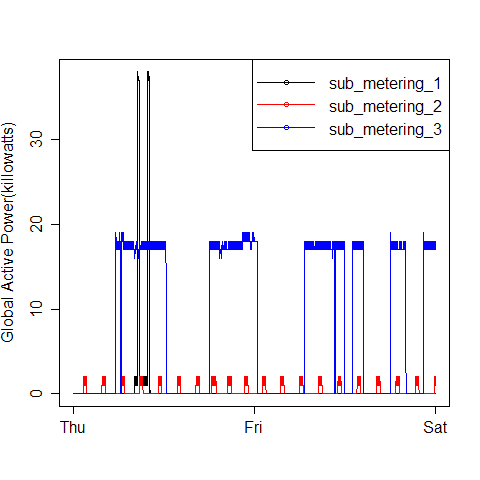 sub_metering_1
sub_metering_2
sub_metering_3
Global Active Power(killowatts)
30
20
10
0
Thu Fri Sat